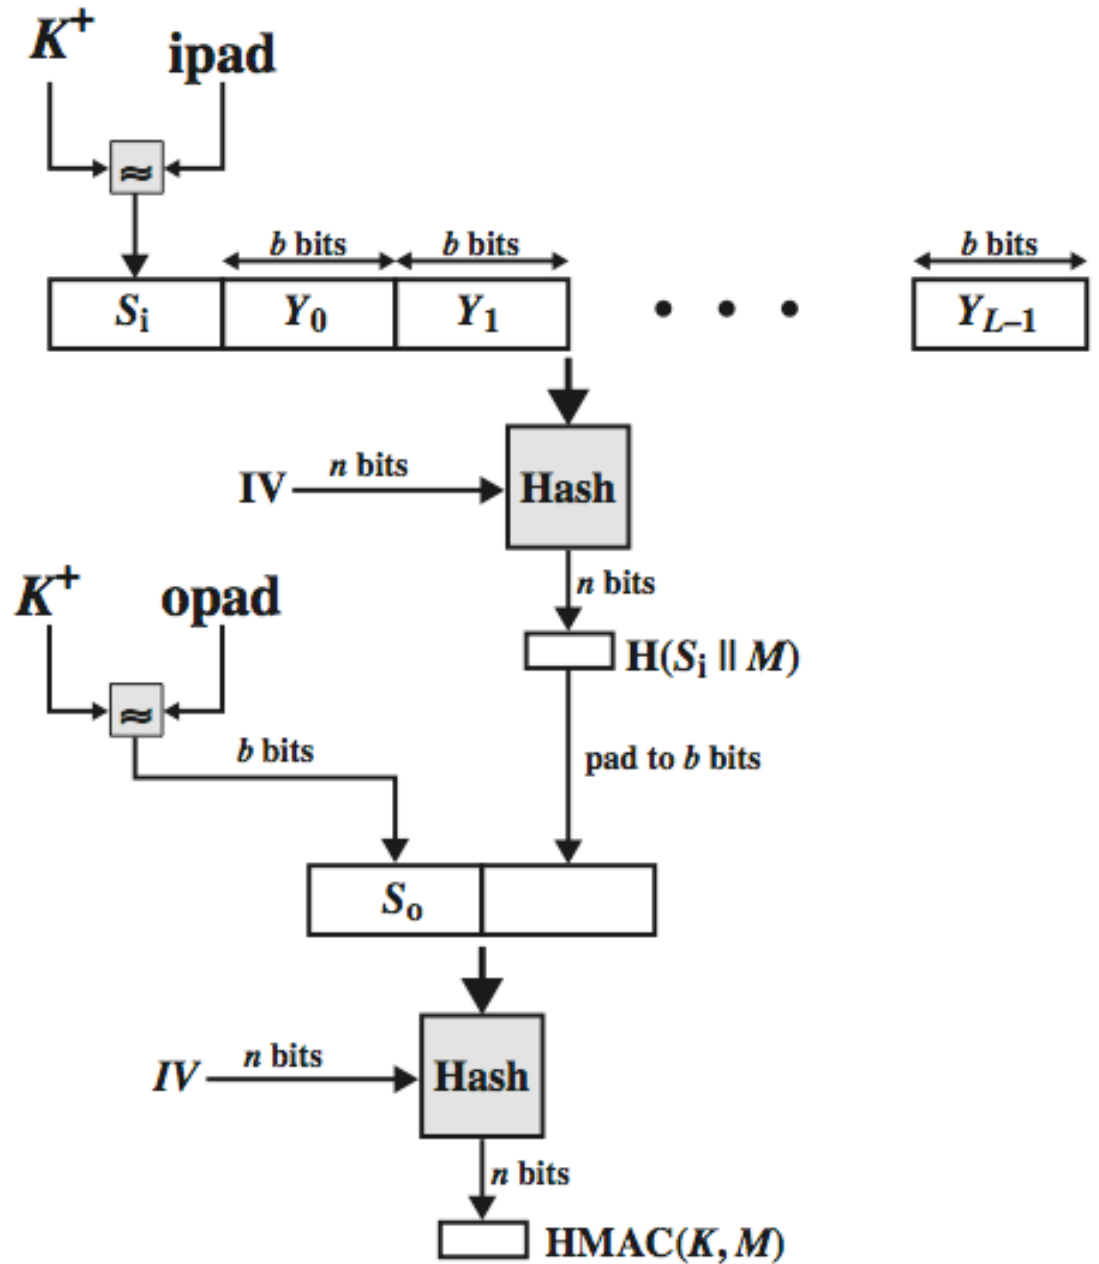 K+ ipad
≈
b bits b bits b bits
Si Y0 Y1 • • • YL–1
IV n bits Hash
n bits
K+ opad
H(Si || M)
≈
b bits pad to b bits
So
IV n bits Hash
n bits
HMAC(K, M)